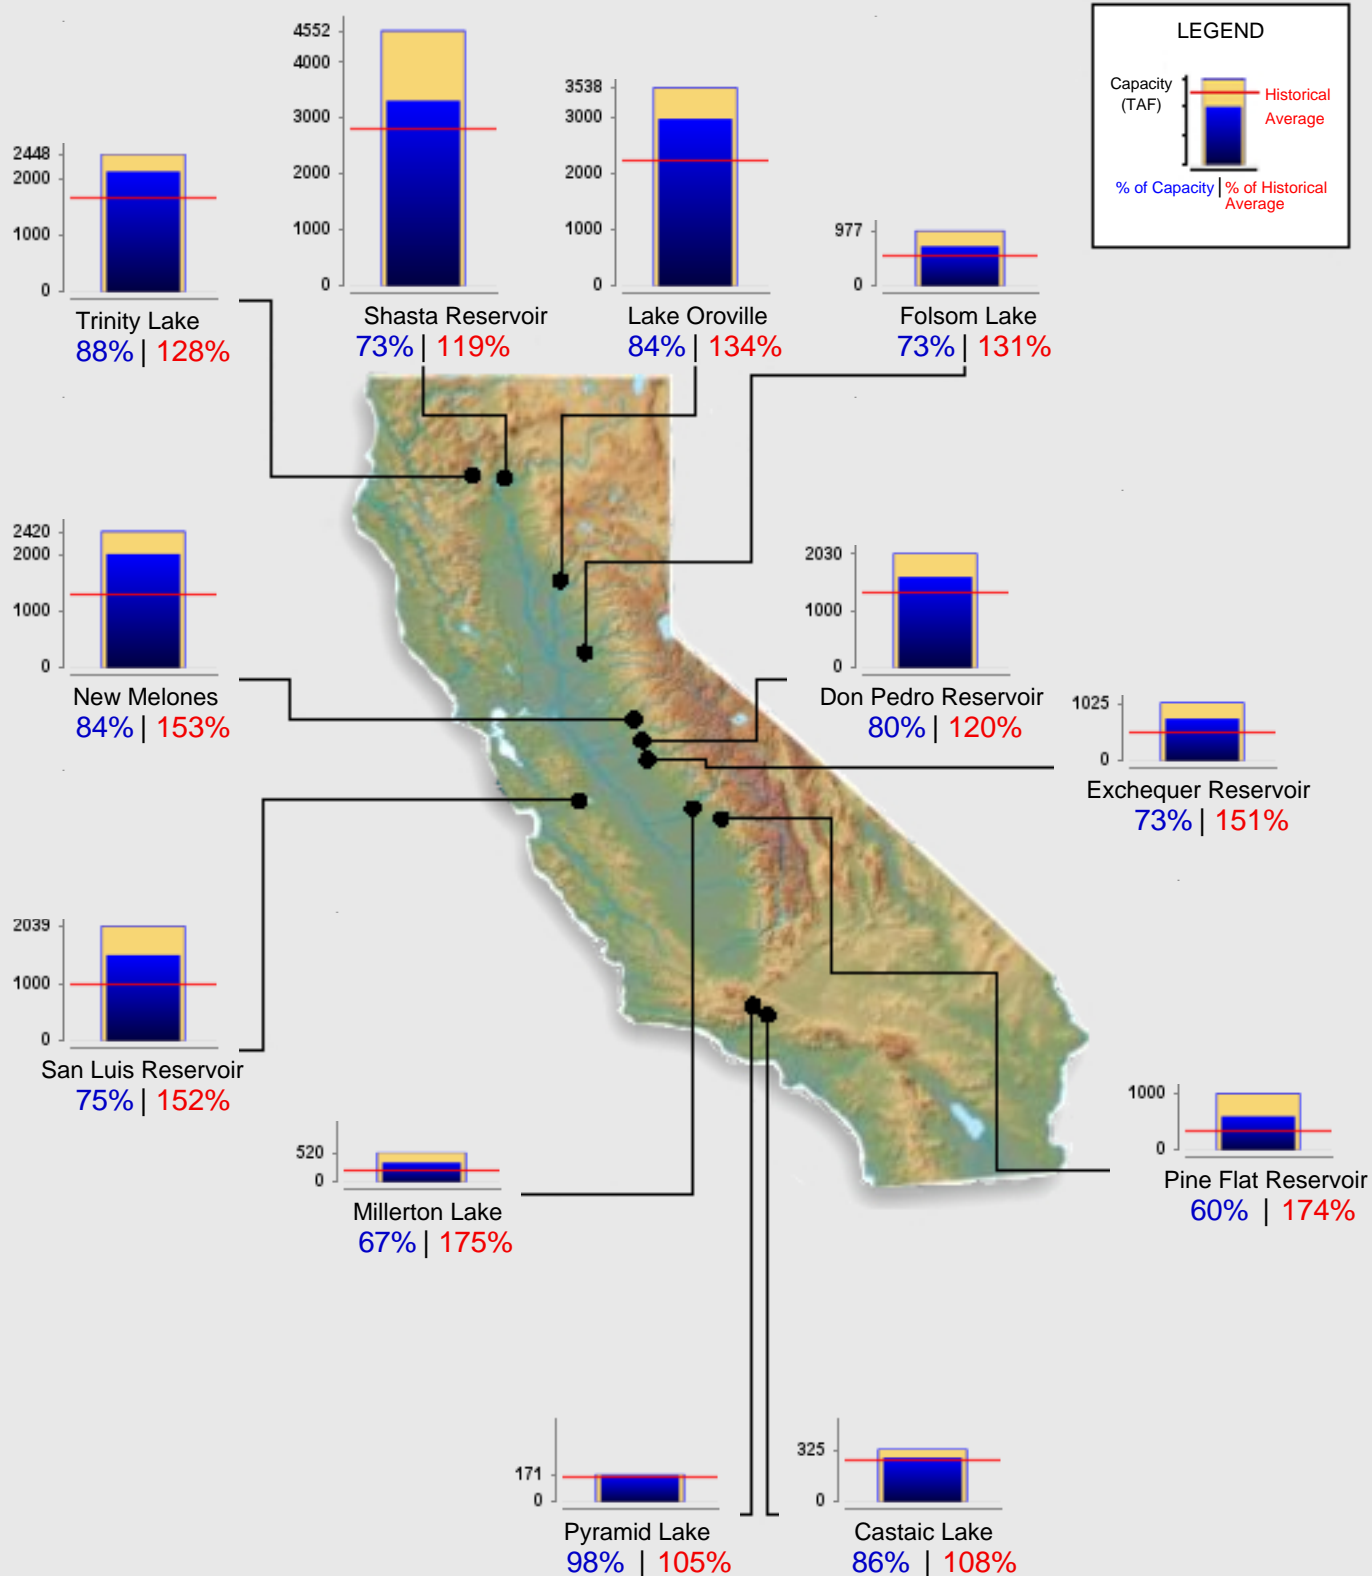 LEGEND
Capacity
(TAF)
Historical
Average
% of Capacity | % of Historical
Average
2448
2000
1000
0
Trinity Lake
88% | 128%
4552
4000
3000
2000
1000
0
Shasta Reservoir
73% | 119%
3538
3000
2000
1000
0
Lake Oroville
84% | 134%
977
0
Folsom Lake
73% | 131%
2420
2000
1000
0
New Melones
84% | 153%
2030
1000
0
Don Pedro Reservoir
80% | 120%
1025
0
Exchequer Reservoir
73% | 151%
2039
1000
0
San Luis Reservoir
75% | 152%
520
0
Millerton Lake
67% | 175%
1000
0
Pine Flat Reservoir
60% | 174%
171
0
Pyramid Lake
98% | 105%
325
0
Castaic Lake
86% | 108%